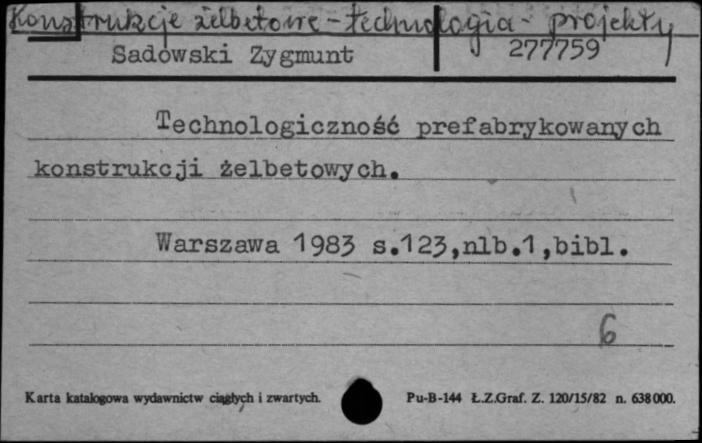 Konstrukcje żelbetowe - technologia - projekty
Sadowski Zygmunt 277759
Technologiczność prefabrykowanych
konstrukcji żelbetowych.
Warszawa 1983 s.123,nlb.1,bibl.
6
Karta katalogowa wydawnictw ciągłych i zwartych. Pu-B-144 Ł.Z.Graf. Z. 120/15/82 n. 638000.